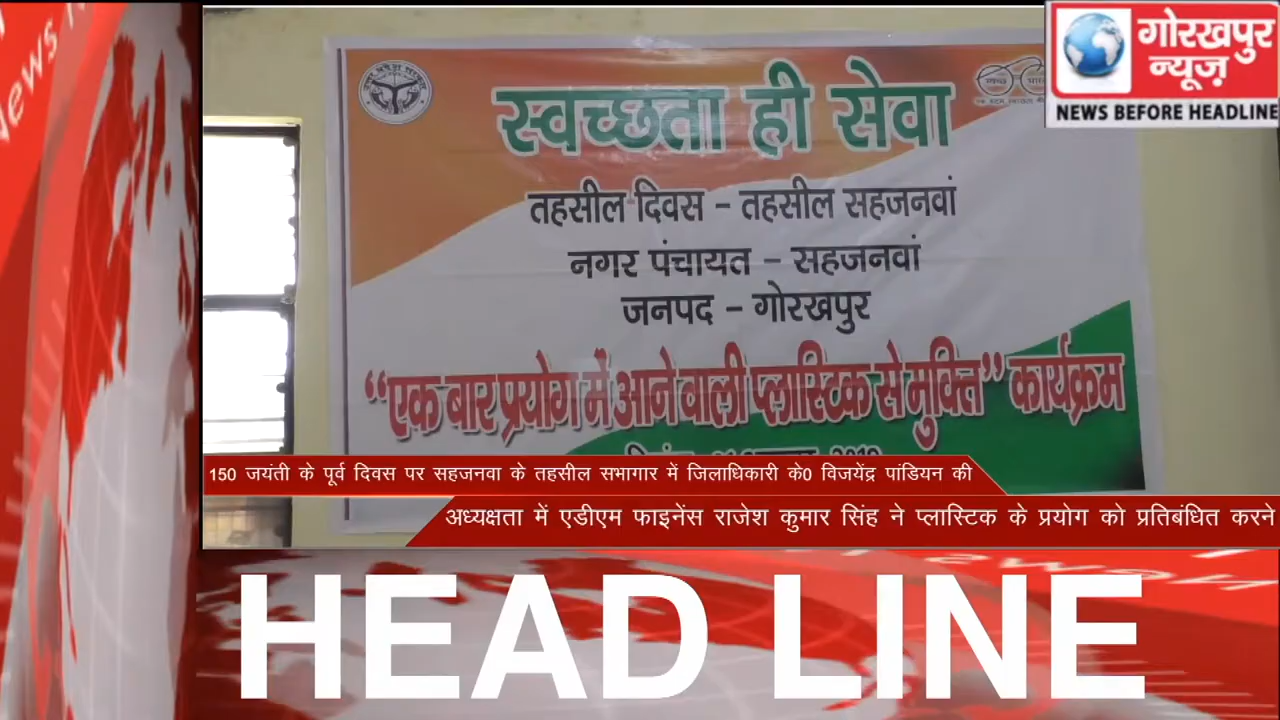 News
गोरखपुर
न्यूज़
NEWS BEFORE HEADLINE
स्वच्छता ही सेवा
तहसील दिवस - तहसील सहजनवां
नगर पंचायत - सहजनवां
जनपद - गोरखपुर
“एक बार प्रयोग में आने वाली प्लास्टिक से मुक्ति” कार्यक्रम
150 जयंती के पूर्व दिवस पर सहजनवा के तहसील सभागार में जिलाधिकारी के0 विजयेंद्र पांडियन की
अध्यक्षता में एडीएम फाइनेंस राजेश कुमार सिंह ने प्लास्टिक के प्रयोग को प्रतिबंधित करने
HEAD LINE